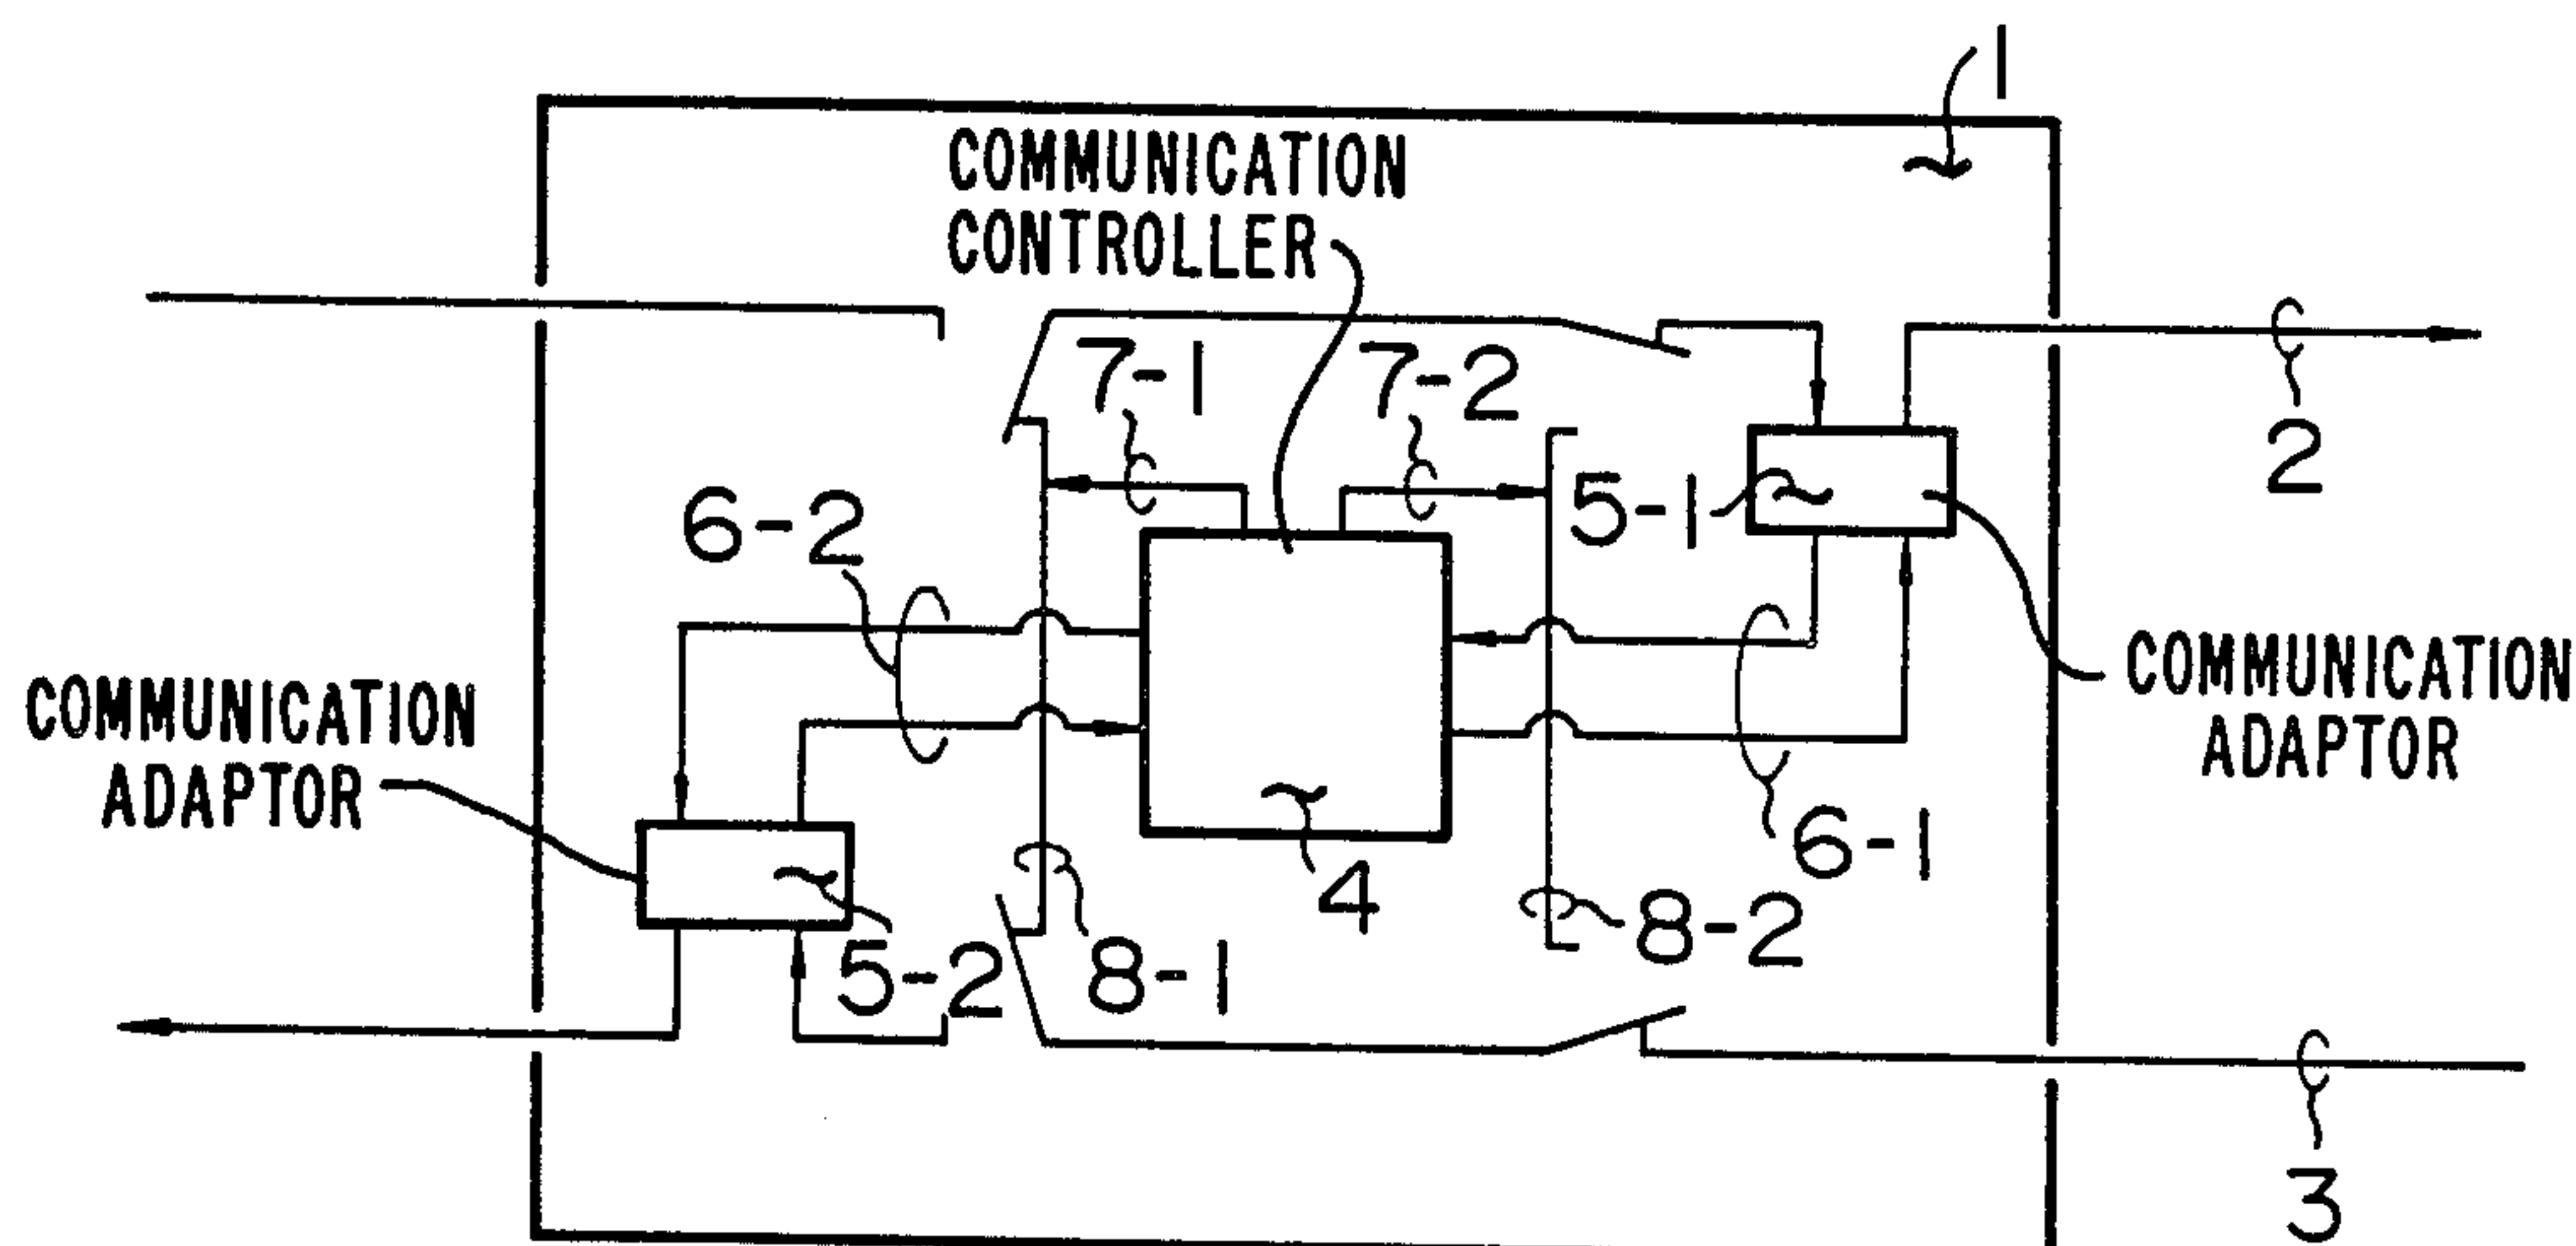 1
COMMUNICATION
CONTROLLER
7-1
7-2
2
6-2
5-1
COMMUNICATION
ADAPTOR
COMMUNICATION
ADAPTOR
6-1
4
8-2
5-2
8-1
3